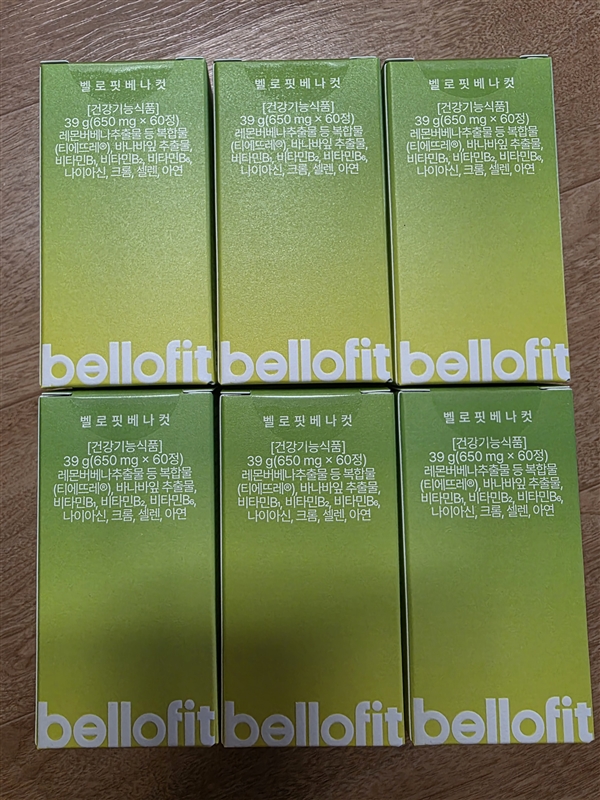 벨로핏베나컷
[건강기능식품]
39 g(650 mg × 60정)
레몬버베나추출물 등 복합물
(티에뜨레®), 바나바잎 추출물,
비타민B₁, 비타민B₂, 비타민B₆,
나이아신, 크롬, 셀렌, 아연
bellofit
벨로핏베나컷
[건강기능식품]
39 g(650 mg × 60정)
레몬버베나추출물 등 복합물
(티에뜨레®), 바나바잎 추출물,
비타민B₁, 비타민B₂, 비타민B₆,
나이아신, 크롬, 셀렌, 아연
bellofit
벨로핏베나컷
[건강기능식품]
39 g(650 mg × 60정)
레몬버베나추출물 등 복합물
(티에뜨레®), 바나바잎 추출물,
비타민B₁, 비타민B₂, 비타민B₆,
나이아신, 크롬, 셀렌, 아연
bellofit
벨로핏베나컷
[건강기능식품]
39 g(650 mg × 60정)
레몬버베나추출물 등 복합물
(티에뜨레®), 바나바잎 추출물,
비타민B₁, 비타민B₂, 비타민B₆,
나이아신, 크롬, 셀렌, 아연
bellofit
벨로핏베나컷
[건강기능식품]
39 g(650 mg × 60정)
레몬버베나추출물 등 복합물
(티에뜨레®), 바나바잎 추출물,
비타민B₁, 비타민B₂, 비타민B₆,
나이아신, 크롬, 셀렌, 아연
bellofit
벨로핏베나컷
[건강기능식품]
39 g(650 mg × 60정)
레몬버베나추출물 등 복합물
(티에뜨레®), 바나바잎 추출물,
비타민B₁, 비타민B₂, 비타민B₆,
나이아신, 크롬, 셀렌, 아연
bellofit